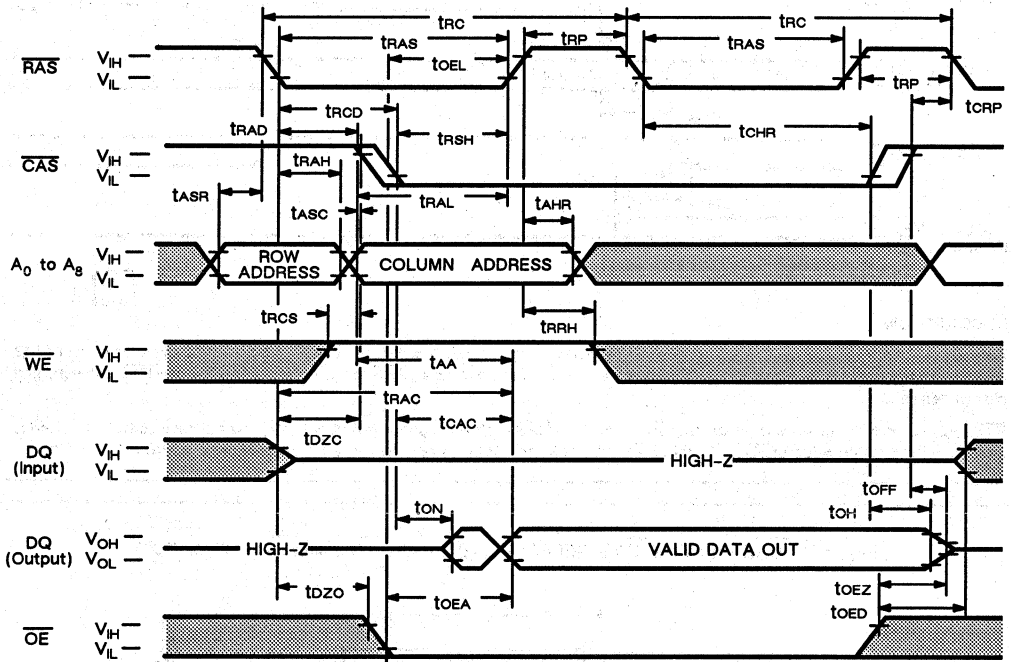 tRC tRC
tRAS tRP tRAS
tOEL
RAS VIH
VIL
tRP
tRCD tCRP
tRAD tRSH tCHR
CAS VIH
VIL
tRAH
tASR tASC tRAL tAHR
A0 to A8 VIH
VIL
ROW ADDRESS
COLUMN ADDRESS
tRCS tRRH
WE VIH
VIL
tAA
tRAC
tDZC tCAC
DQ (Input) VIH
VIL
HIGH-Z
tOFF
tON tOH
DQ (Output) VOH
VOL
HIGH-Z
VALID DATA OUT
tDZO tOEA tOEZ
tOED
OE VIH
VIL